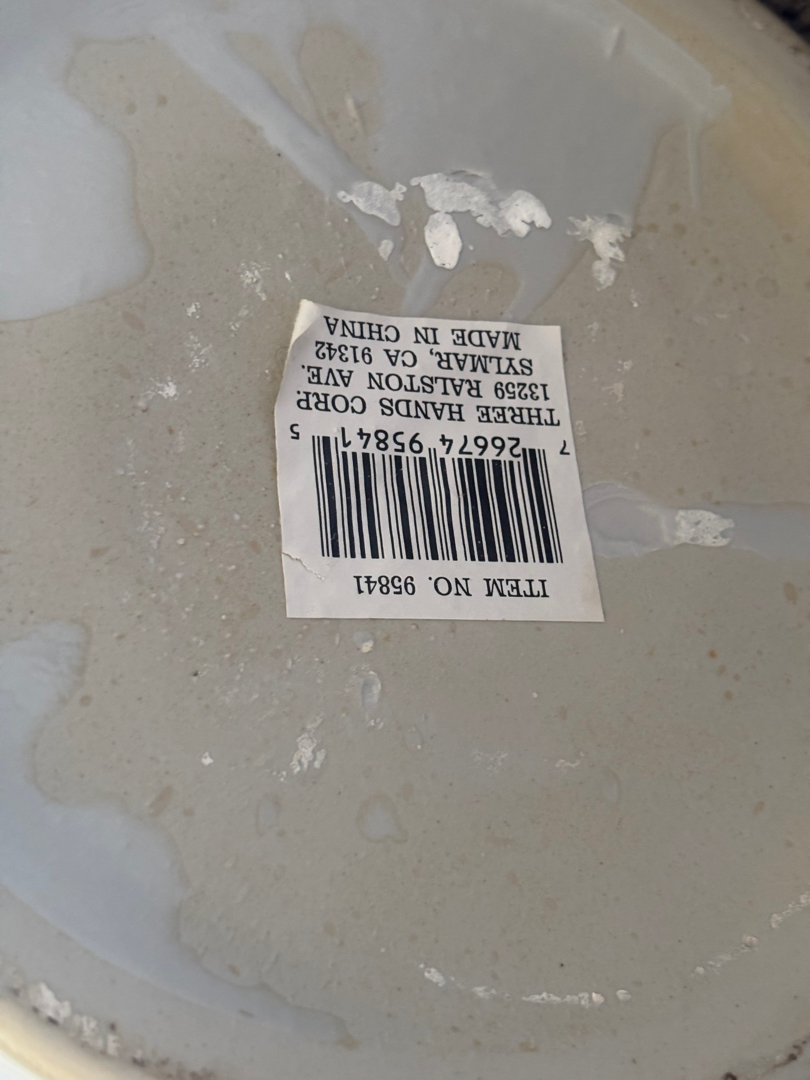 ITEM NO. 95841
7 26674 95841 5
THREE HANDS CORP.
13259 RALSTON AVE.
SYLMAR, CA 91342
MADE IN CHINA